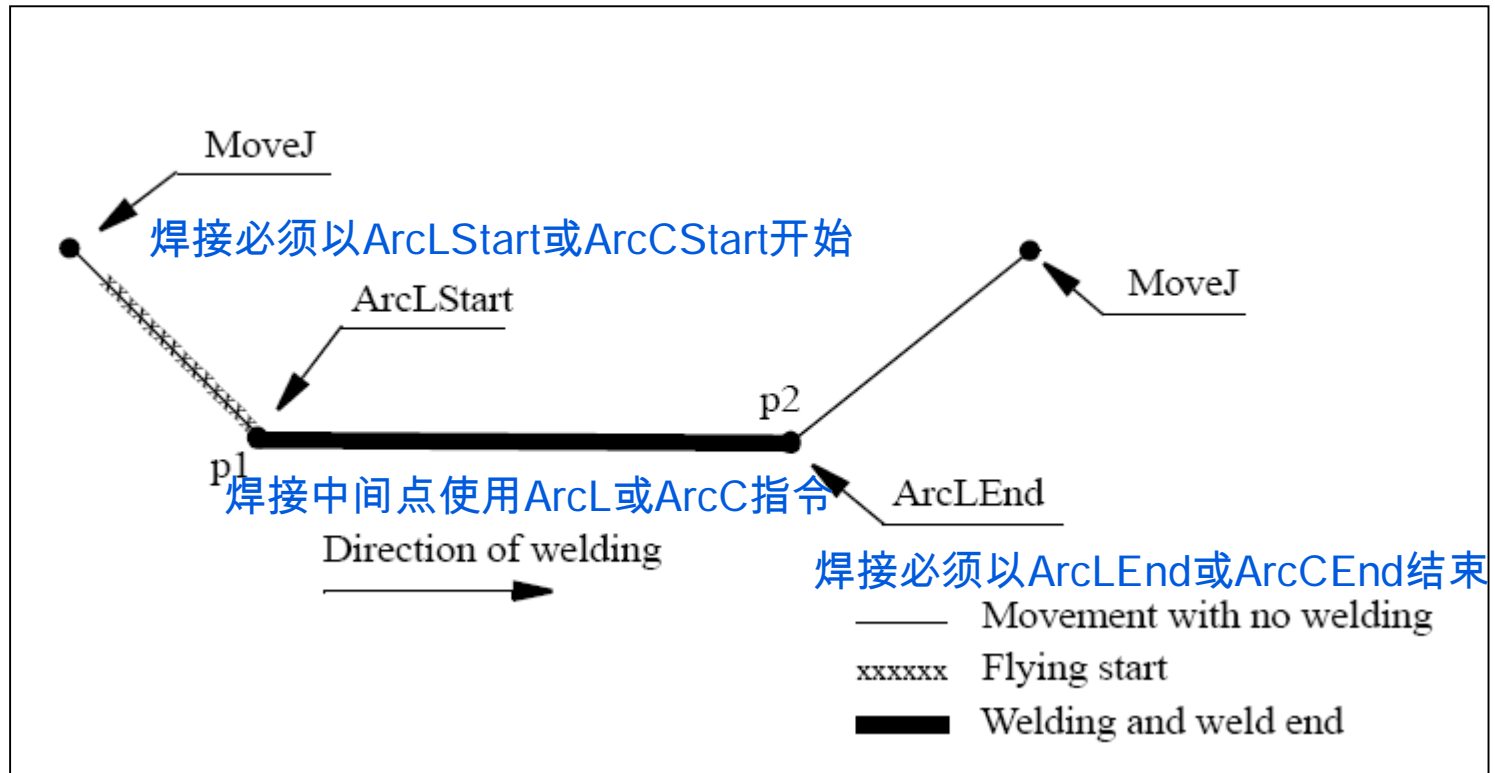 MoveJ
焊接必须以ArcLStart或ArcCStart开始
ArcLStart
MoveJ
p2
p1
焊接中间点使用ArcL或ArcC指令
ArcLEnd
Direction of welding
焊接必须以ArcLEnd或ArcCEnd结束
Movement with no welding
xxxxxx Flying start
Welding and weld end